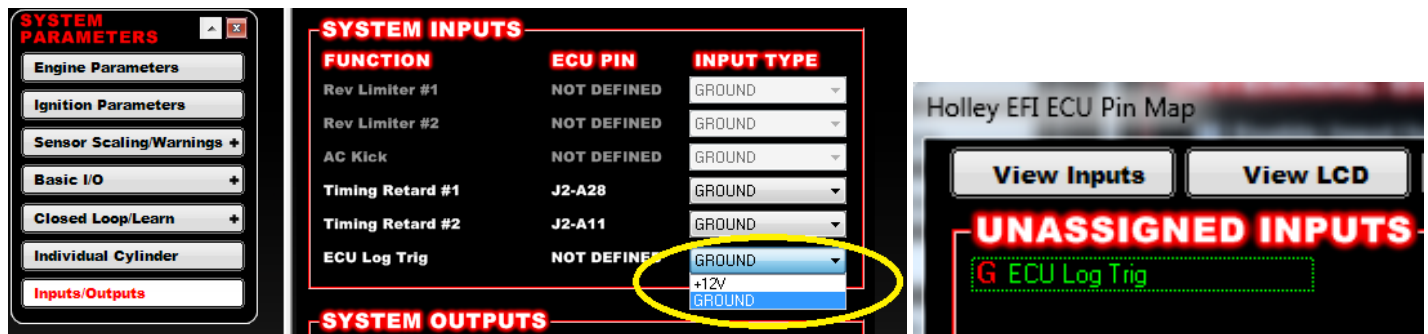 SYSTEM
PARAMETERS
Engine Parameters
Ignition Parameters
Sensor Scaling/Warnings +
Basic I/O +
Closed Loop/Learn +
Individual Cylinder
Inputs/Outputs
SYSTEM INPUTS
FUNCTION ECU PIN INPUT TYPE
Rev Limiter #1 NOT DEFINED GROUND
Rev Limiter #2 NOT DEFINED GROUND
AC Kick NOT DEFINED GROUND
Timing Retard #1 J2-A28 GROUND
Timing Retard #2 J2-A11 GROUND
ECU Log Trig NOT DEFINED GROUND
+12V
GROUND
SYSTEM OUTPUTS
Holley EFI ECU Pin Map
View Inputs View LCD
UNASSIGNED INPUTS
G ECU Log Trig